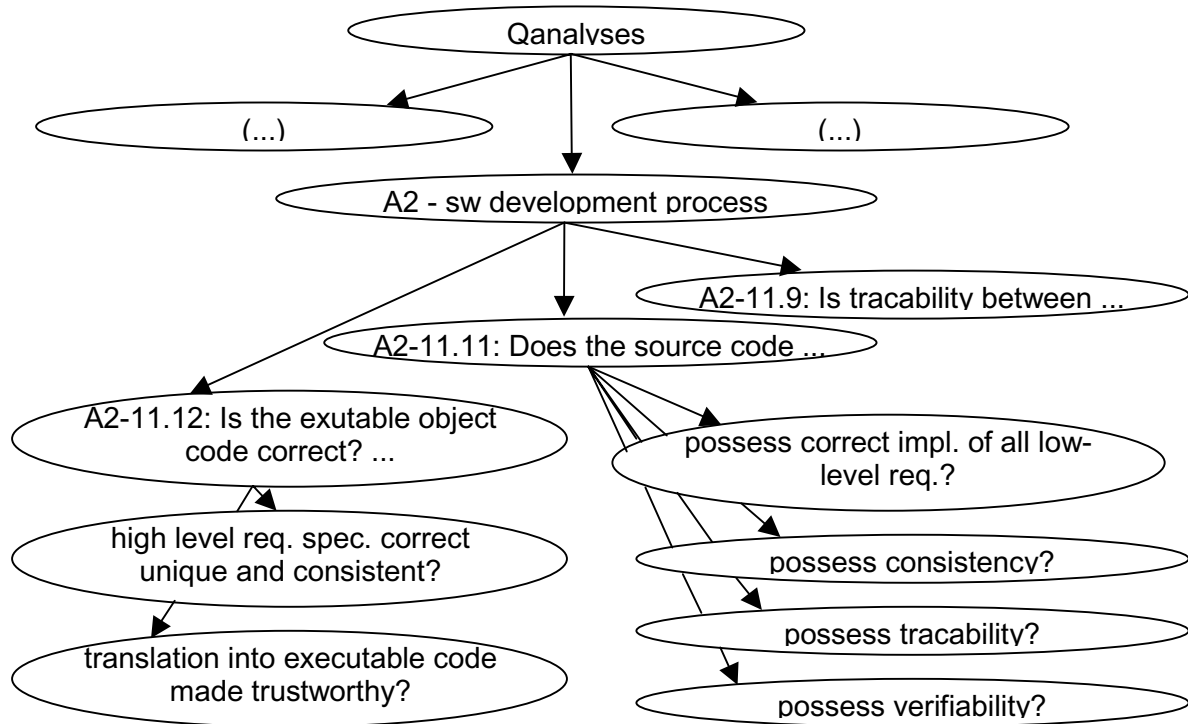 Qanalyses
(...)
(...)
A2 - sw development process
A2-11.9: Is tracability between ...
A2-11.11: Does the source code ...
A2-11.12: Is the exutable object
code correct? ...
possess correct impl. of all low-
level req.?
high level req. spec. correct
unique and consistent?
possess consistency?
possess tracability?
translation into executable code
made trustworthy?
possess verifiability?